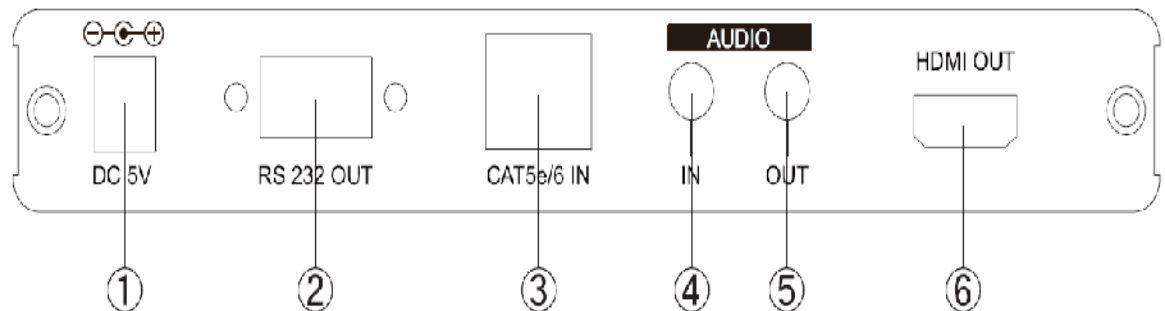 AUDIO
HDMI OUT
DC 5V
RS 232 OUT
CAT5e/6 IN
IN
OUT
①
②
③
④
⑤
⑥